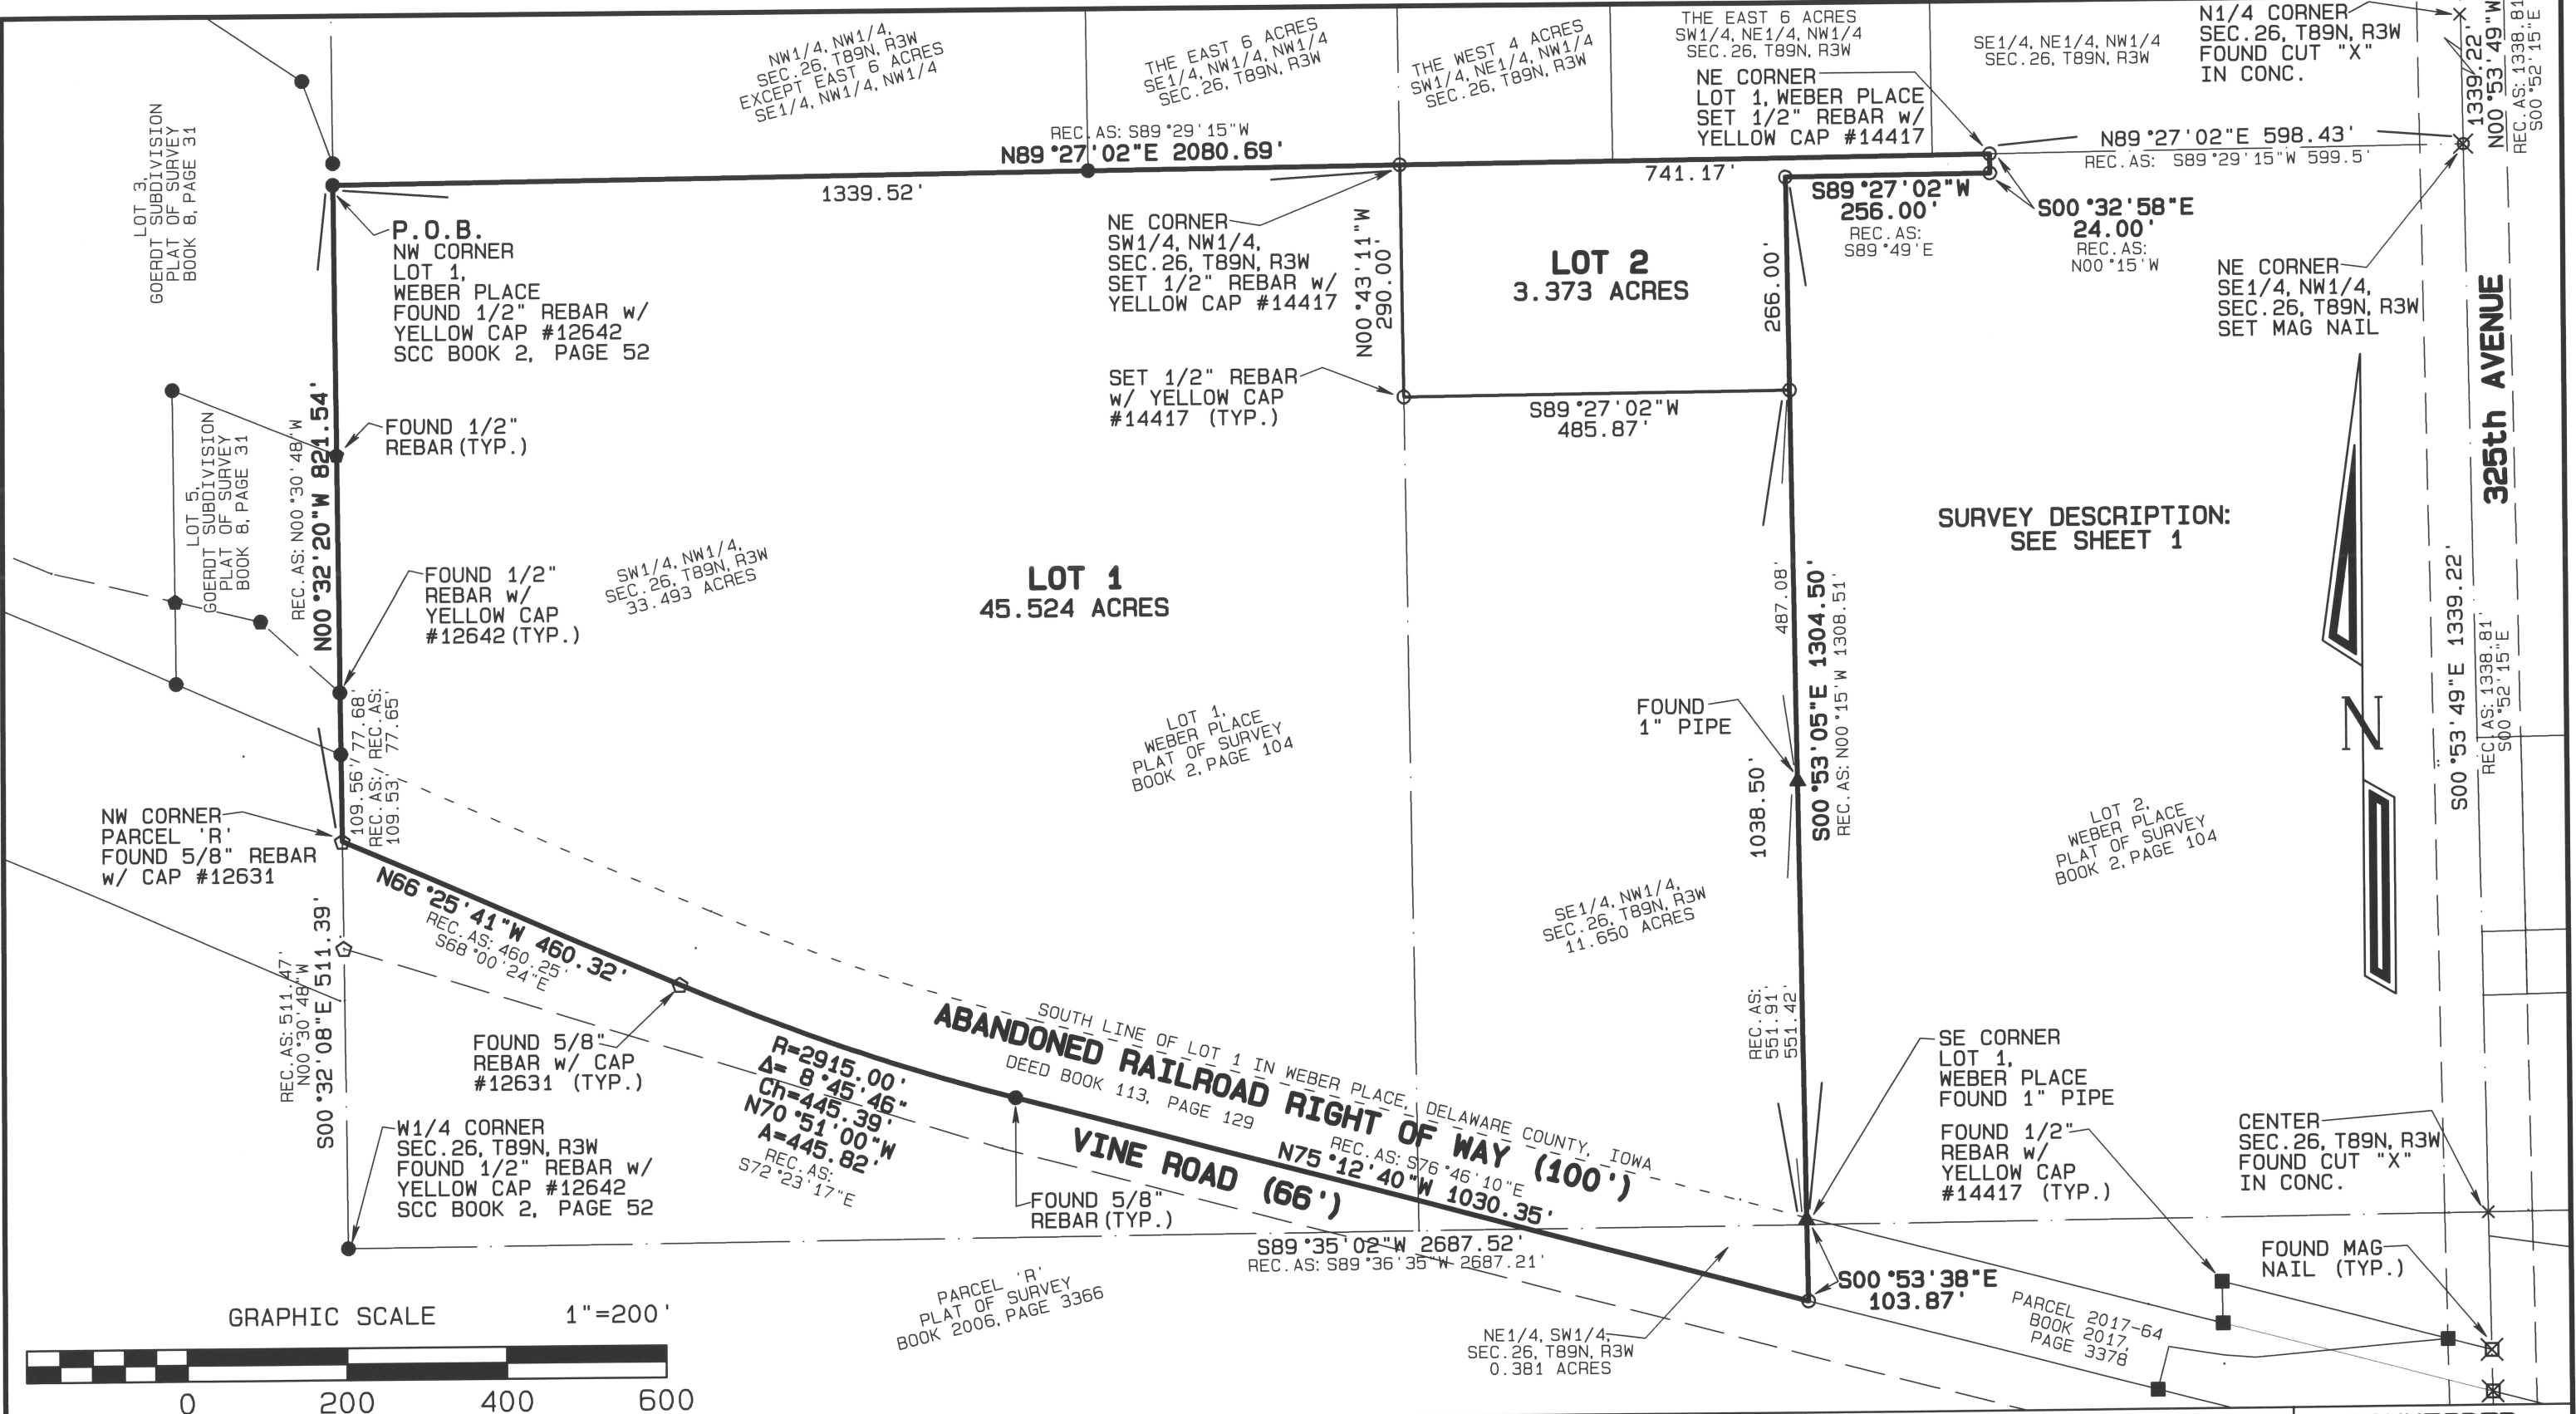 NW1/4, NW1/4,
SEC.26, T89N, R3W
EXCEPT EAST 6 ACRES
SE1/4, NW1/4, NW1/4
THE EAST 6 ACRES
SE1/4, NW1/4, NW1/4
SEC.26, T89N, R3W
THE WEST 4 ACRES
SW1/4, NE1/4, NW1/4
SEC.26, T89N, R3W
THE EAST 6 ACRES
SW1/4, NE1/4, NW1/4
SEC.26, T89N, R3W
SE1/4, NE1/4, NW1/4
SEC.26, T89N, R3W
N1/4 CORNER
SEC.26, T89N, R3W
FOUND CUT "X"
IN CONC.
1339.22'
N00°53'49"W
REC.AS: 1338.81'
S00°52'15"E
NE CORNER
LOT 1, WEBER PLACE
SET 1/2" REBAR w/
YELLOW CAP #14417
REC.AS: S89°29'15"W
N89°27'02"E 2080.69'
1339.52'
741.17'
N89°27'02"E 598.43'
REC.AS: S89°29'15"W 599.5'
S89°27'02"W
256.00'
REC.AS:
S89°49'E
S00°32'58"E
24.00'
REC.AS:
N00°15'W
LOT 3,
GOERDT SUBDIVISION
PLAT OF SURVEY
BOOK 8, PAGE 31
P.O.B.
NW CORNER
LOT 1,
WEBER PLACE
FOUND 1/2" REBAR w/
YELLOW CAP #12642
SCC BOOK 2, PAGE 52
NE CORNER
SW1/4, NW1/4,
SEC.26, T89N, R3W
SET 1/2" REBAR w/
YELLOW CAP #14417
N00°43'11"W
290.00'
LOT 2
3.373 ACRES
266.00'
NE CORNER
SE1/4, NW1/4,
SEC.26, T89N, R3W
SET MAG NAIL
325th AVENUE
SET 1/2" REBAR
w/ YELLOW CAP
#14417 (TYP.)
S89°27'02"W
485.87'
FOUND 1/2"
REBAR (TYP.)
LOT 5,
GOERDT SUBDIVISION
PLAT OF SURVEY
BOOK 8, PAGE 31
REC.AS: N00°30'48"W
N00°32'20"W 821.54'
SURVEY DESCRIPTION:
SEE SHEET 1
FOUND 1/2"
REBAR w/
YELLOW CAP
#12642 (TYP.)
SW1/4, NW1/4,
SEC.26, T89N, R3W
33.493 ACRES
LOT 1
45.524 ACRES
487.08'
S00°53'05"E 1304.50'
REC.AS: N00°15'W 1308.51'
1038.50'
S00°53'49"E 1339.22'
REC.AS: 1338.81'
S00°52'15"E
N
FOUND
1" PIPE
77.68'
REC.AS:
77.65'
109.56'
REC.AS:
109.53'
LOT 1,
WEBER PLACE
PLAT OF SURVEY
BOOK 2, PAGE 104
LOT 2,
WEBER PLACE
PLAT OF SURVEY
BOOK 2, PAGE 104
NW CORNER
PARCEL 'R'
FOUND 5/8" REBAR
w/ CAP #12631
N66°25'41"W 460.32'
REC.AS: 460.25'
S68°00'24"E
SE1/4, NW1/4,
SEC.26, T89N, R3W
11.650 ACRES
REC.AS: 511.47'
N00°30'48"W
S00°32'08"E 511.39'
REC.AS:
551.91'
551.42'
FOUND 5/8"
REBAR w/ CAP
#12631 (TYP.)
R=2915.00'
Δ= 8°45'46"
Ch=445.39'
N70°51'00"W
A=445.82'
REC.AS:
S72°23'17"E
SOUTH LINE OF LOT 1 IN WEBER PLACE, DELAWARE COUNTY, IOWA
ABANDONED RAILROAD RIGHT OF WAY (100')
DEED BOOK 113, PAGE 129
REC.AS: S76°46'10"E
N75°12'40"W 1030.35'
VINE ROAD (66')
SE CORNER
LOT 1,
WEBER PLACE
FOUND 1" PIPE
FOUND 1/2"
REBAR w/
YELLOW CAP
#14417 (TYP.)
CENTER
SEC.26, T89N, R3W
FOUND CUT "X"
IN CONC.
W1/4 CORNER
SEC.26, T89N, R3W
FOUND 1/2" REBAR w/
YELLOW CAP #12642
SCC BOOK 2, PAGE 52
FOUND 5/8"
REBAR (TYP.)
S89°35'02"W 2687.52'
REC.AS: S89°36'35"W 2687.21'
FOUND MAG
NAIL (TYP.)
S00°53'38"E
103.87'
PARCEL 'R'
PLAT OF SURVEY
BOOK 2006, PAGE 3366
NE1/4, SW1/4,
SEC.26, T89N, R3W
0.381 ACRES
PARCEL 2017-64
BOOK 2017,
PAGE 3378
GRAPHIC SCALE 1"=200'
0 200 400 600